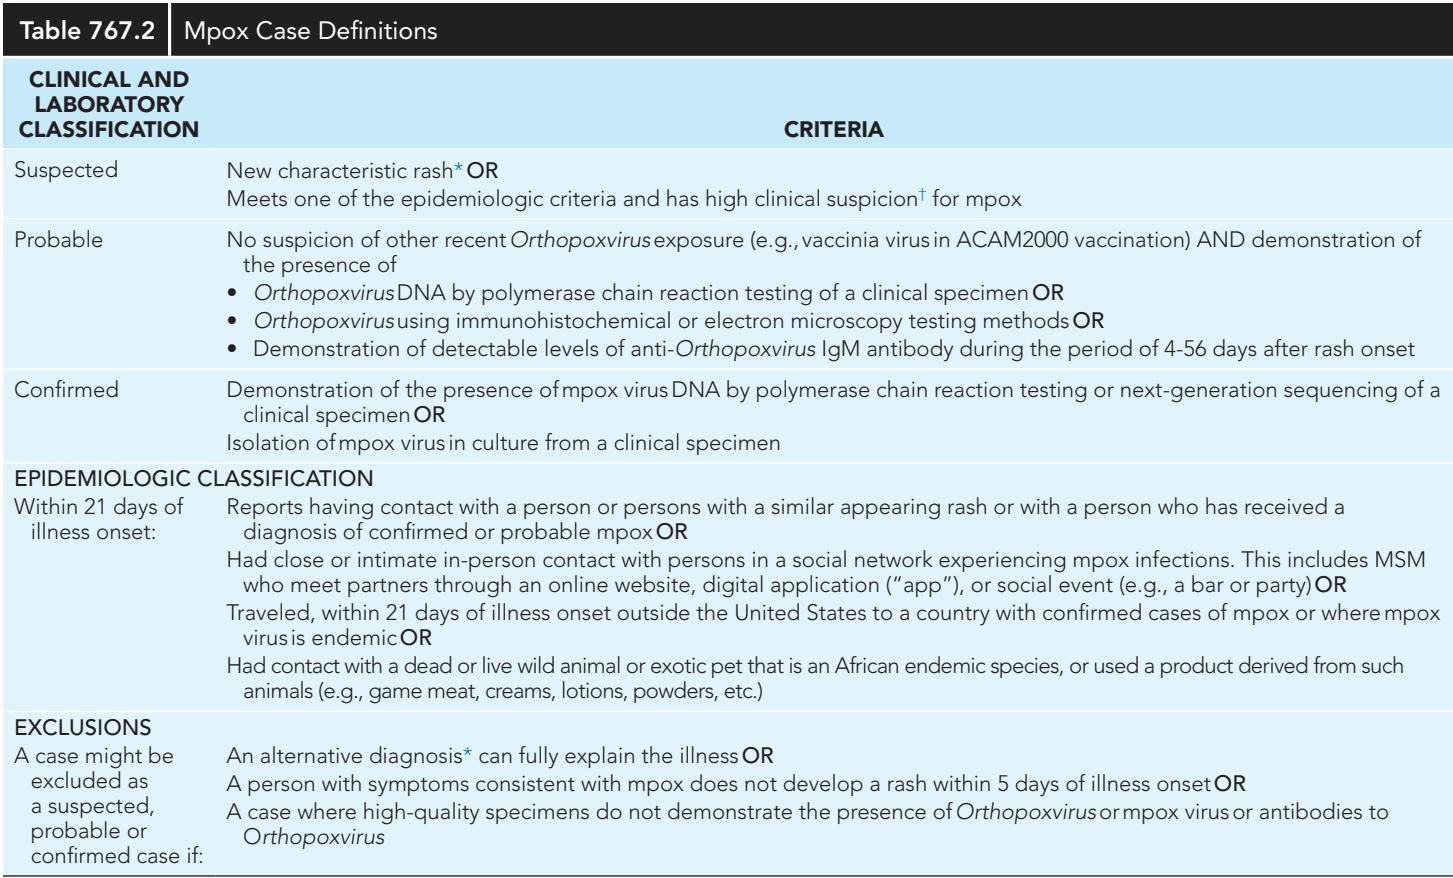 Table 767.2 Mpox Case Definitions
CLINICAL AND
LABORATORY
CLASSIFICATION CRITERIA
Suspected New characteristic rash* OR
Meets one of the epidemiologic criteria and has high clinical suspicion† for mpox
Probable No suspicion of other recent Orthopoxvirus exposure (e.g., vaccinia virus in ACAM2000 vaccination) AND demonstration of
the presence of
• Orthopoxvirus DNA by polymerase chain reaction testing of a clinical specimen OR
• Orthopoxvirus using immunohistochemical or electron microscopy testing methods OR
• Demonstration of detectable levels of anti-Orthopoxvirus IgM antibody during the period of 4-56 days after rash onset
Confirmed Demonstration of the presence of mpox virus DNA by polymerase chain reaction testing or next-generation sequencing of a
clinical specimen OR
Isolation of mpox virus in culture from a clinical specimen
EPIDEMIOLOGIC CLASSIFICATION
Within 21 days of Reports having contact with a person or persons with a similar appearing rash or with a person who has received a
illness onset: diagnosis of confirmed or probable mpox OR
Had close or intimate in-person contact with persons in a social network experiencing mpox infections. This includes MSM
who meet partners through an online website, digital application (“app”), or social event (e.g., a bar or party) OR
Traveled, within 21 days of illness onset outside the United States to a country with confirmed cases of mpox or where mpox
virus is endemic OR
Had contact with a dead or live wild animal or exotic pet that is an African endemic species, or used a product derived from such
animals (e.g., game meat, creams, lotions, powders, etc.)
EXCLUSIONS
A case might be An alternative diagnosis* can fully explain the illness OR
excluded as A person with symptoms consistent with mpox does not develop a rash within 5 days of illness onset OR
a suspected, A case where high-quality specimens do not demonstrate the presence of Orthopoxvirus or mpox virus or antibodies to
probable or Orthopoxvirus
confirmed case if: